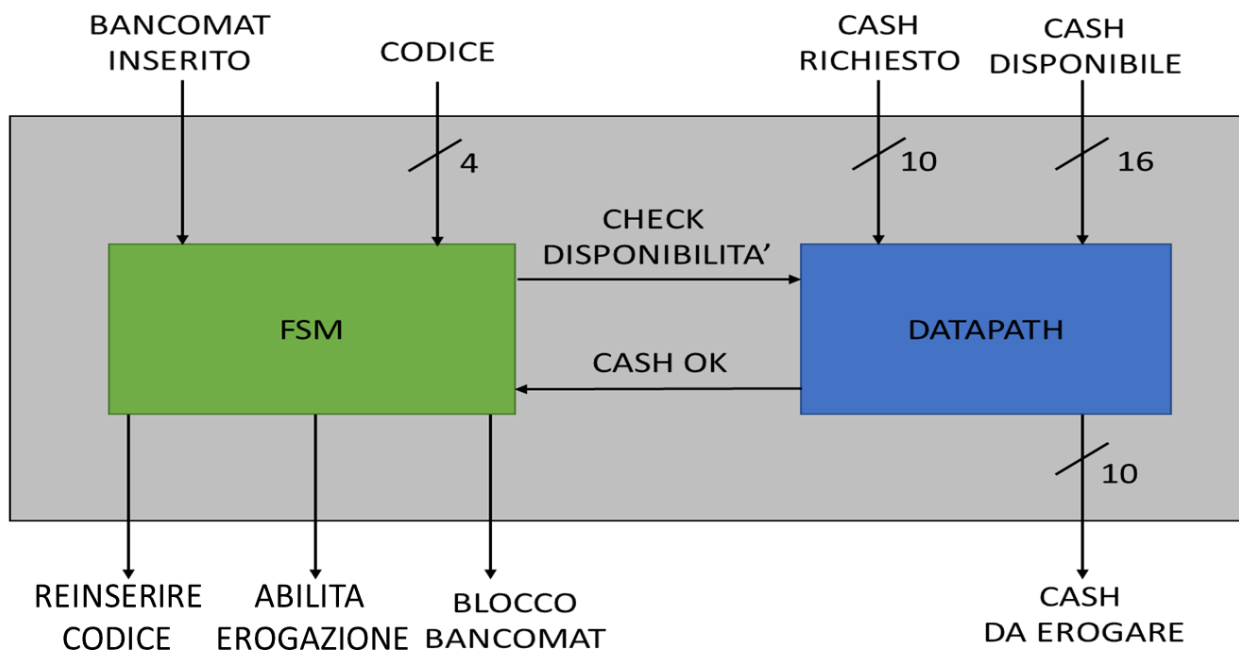 BANCOMAT
INSERITO
CODICE
CASH
RICHIESTO
CASH
DISPONIBILE
4
10
16
CHECK
DISPONIBILITA’
FSM
DATAPATH
CASH OK
10
REINSERIRE
CODICE
ABILITA
EROGAZIONE
BLOCCO
BANCOMAT
CASH
DA EROGARE